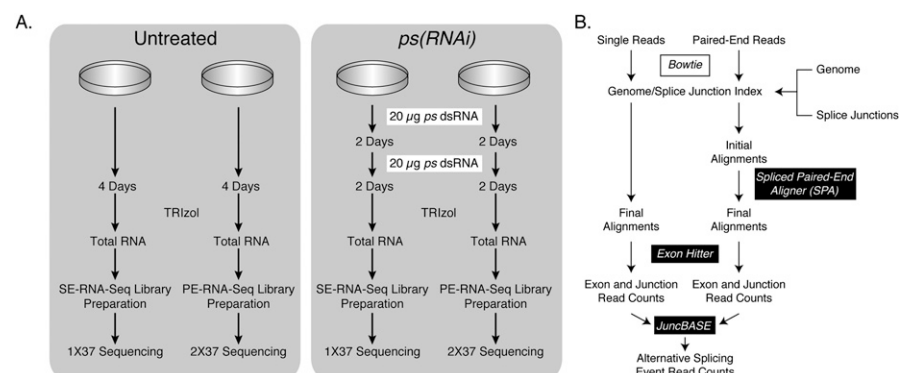 A.
Untreated
4 Days
4 Days
TRIzol
Total RNA
Total RNA
SE-RNA-Seq Library
Preparation
PE-RNA-Seq Library
Preparation
1X37 Sequencing
2X37 Sequencing
ps(RNAi)
20 µg ps dsRNA
2 Days
2 Days
20 µg ps dsRNA
2 Days
2 Days
TRIzol
Total RNA
Total RNA
SE-RNA-Seq Library
Preparation
PE-RNA-Seq Library
Preparation
1X37 Sequencing
2X37 Sequencing
B.
Single Reads
Paired-End Reads
Bowtie
Genome
Genome/Splice Junction Index
Splice Junctions
Initial
Alignments
Spliced Paired-End
Aligner (SPA)
Final
Alignments
Final
Alignments
Exon Hitter
Exon and Junction
Read Counts
Exon and Junction
Read Counts
JuncBASE
Alternative Splicing
Event Read Counts